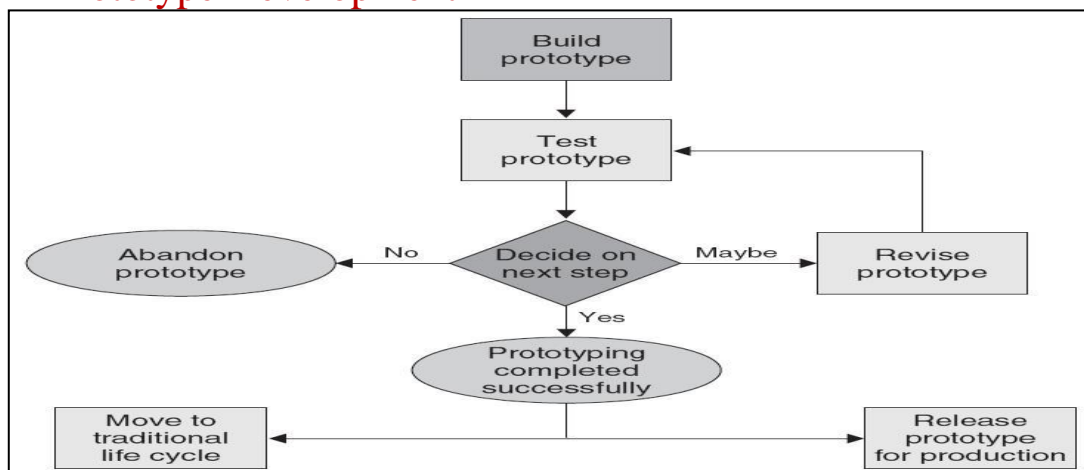 Build
prototype
Test
prototype
Abandon
prototype
No
Decide on
next step
Maybe
Revise
prototype
Yes
Prototyping
completed
successfully
Move to
traditional
life cycle
Release
prototype
for production